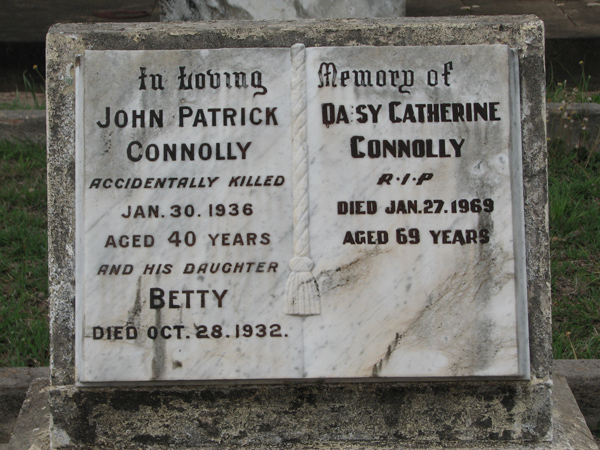 In Loving
JOHN PATRICK
CONNOLLY
ACCIDENTALLY KILLED
JAN. 30. 1936
AGED 40 YEARS
AND HIS DAUGHTER
BETTY
DIED OCT. 28. 1932.
Memory of
DAISY CATHERINE
CONNOLLY
R·I·P
DIED JAN. 27. 1969
AGED 69 YEARS